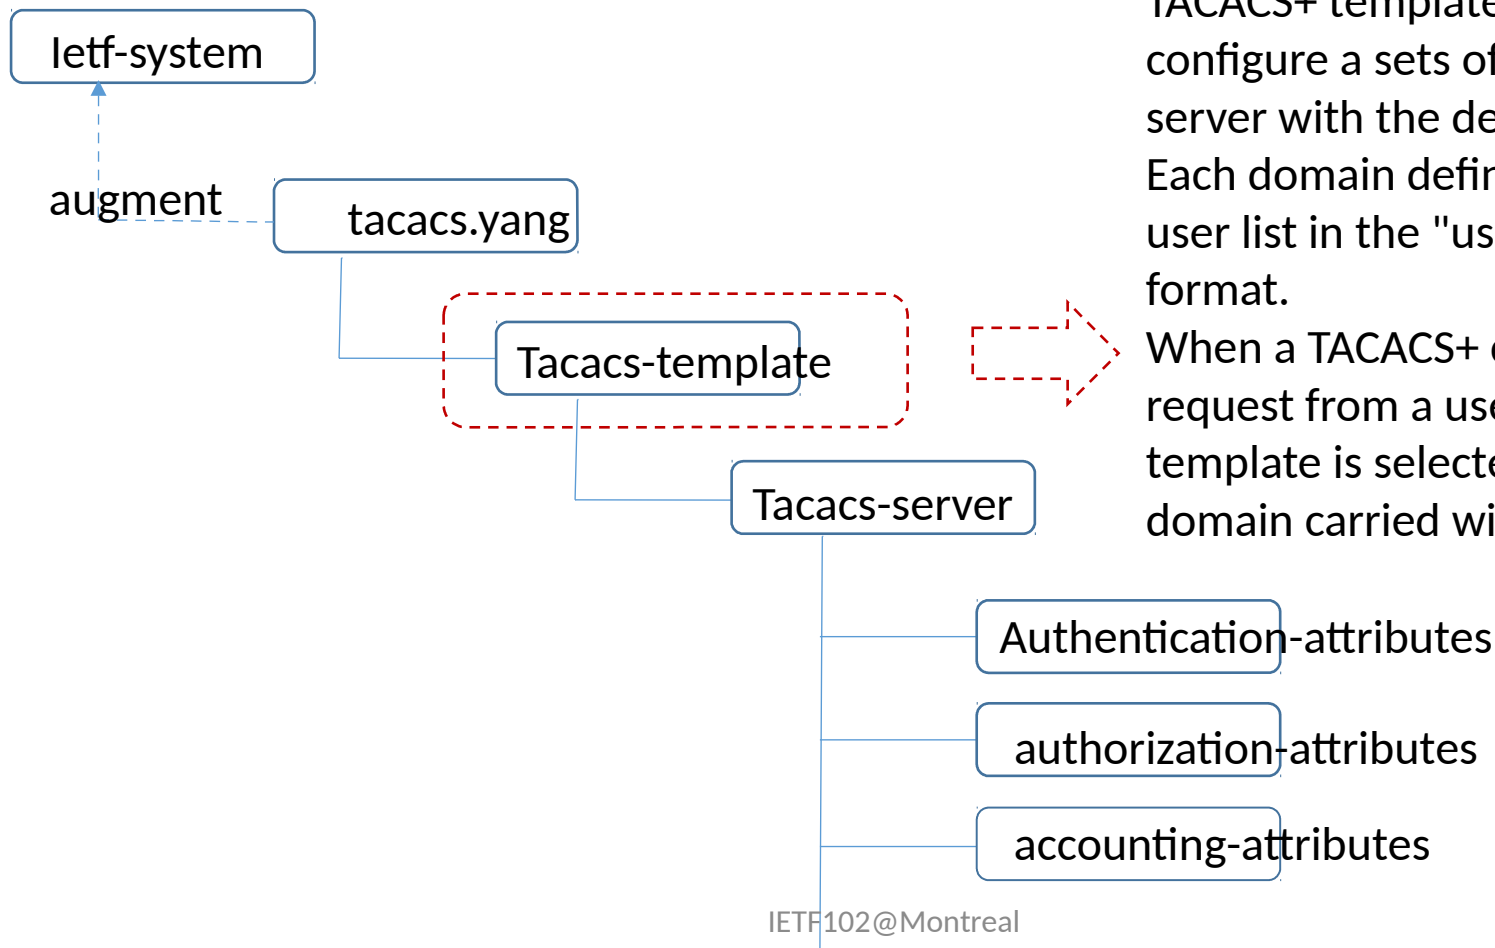 Ietf-system
augment
tacacs.yang
Tacacs-template
Tacacs-server
Authentication-attributes
authorization-attributes
accounting-attributes
TACACS+ template
configure a sets of
server with the
Each domain
user list in the
format.
When a TACACS+
request from a
template is
domain carried
IETF102@Montreal